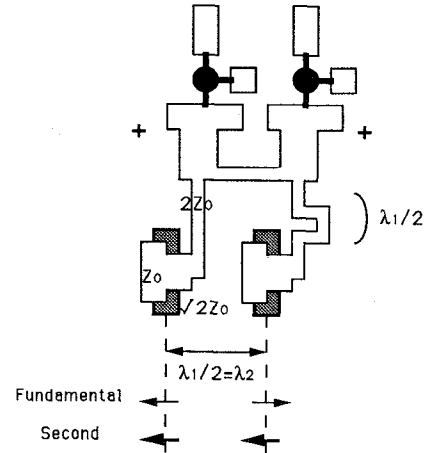 + +
2Zo
λ1/2
Zo
√2Zo
λ1/2=λ2
Fundamental
Second